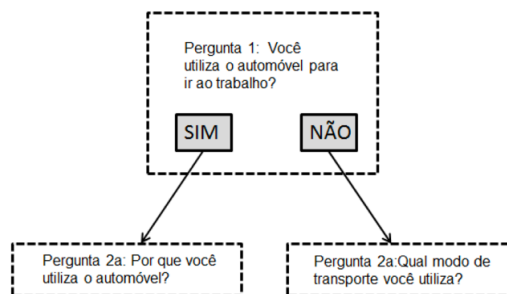 Pergunta 1: Você
utiliza o automóvel para
ir ao trabalho?
SIM
NÃO
Pergunta 2a: Por que você
utiliza o automóvel?
Pergunta 2a:Qual modo de
transporte você utiliza?